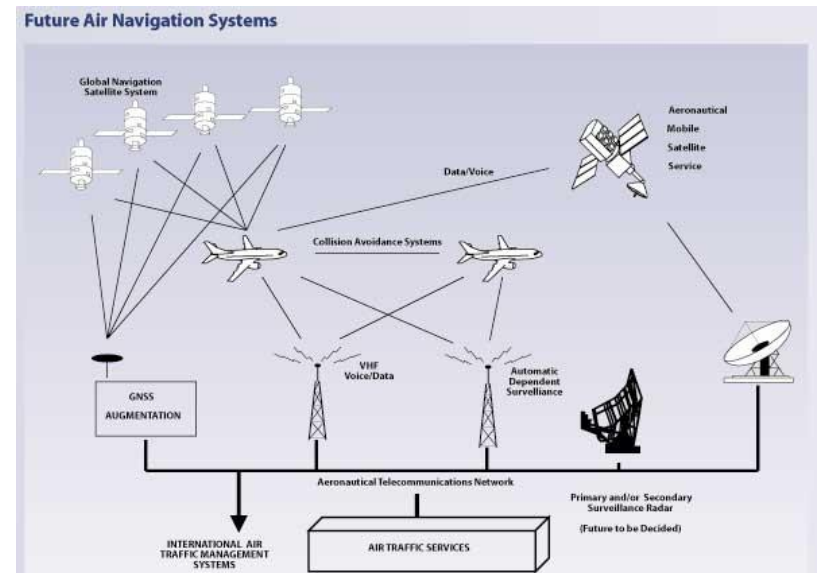 Future Air Navigation Systems
Global Navigation
Satellite System
Aeronautical
Mobile
Satellite
Service
Data/Voice
Collision Avoidance Systems
VHF
Voice/Data
Automatic
Dependent
Survelliance
GNSS
AUGMENTATION
Aeronautical Telecommunications Network
Primary and/or Secondary
Surveillance Radar
(Future to be Decided)
INTERNATIONAL AIR
TRAFFIC MANAGEMENT
SYSTEMS
AIR TRAFFIC SERVICES